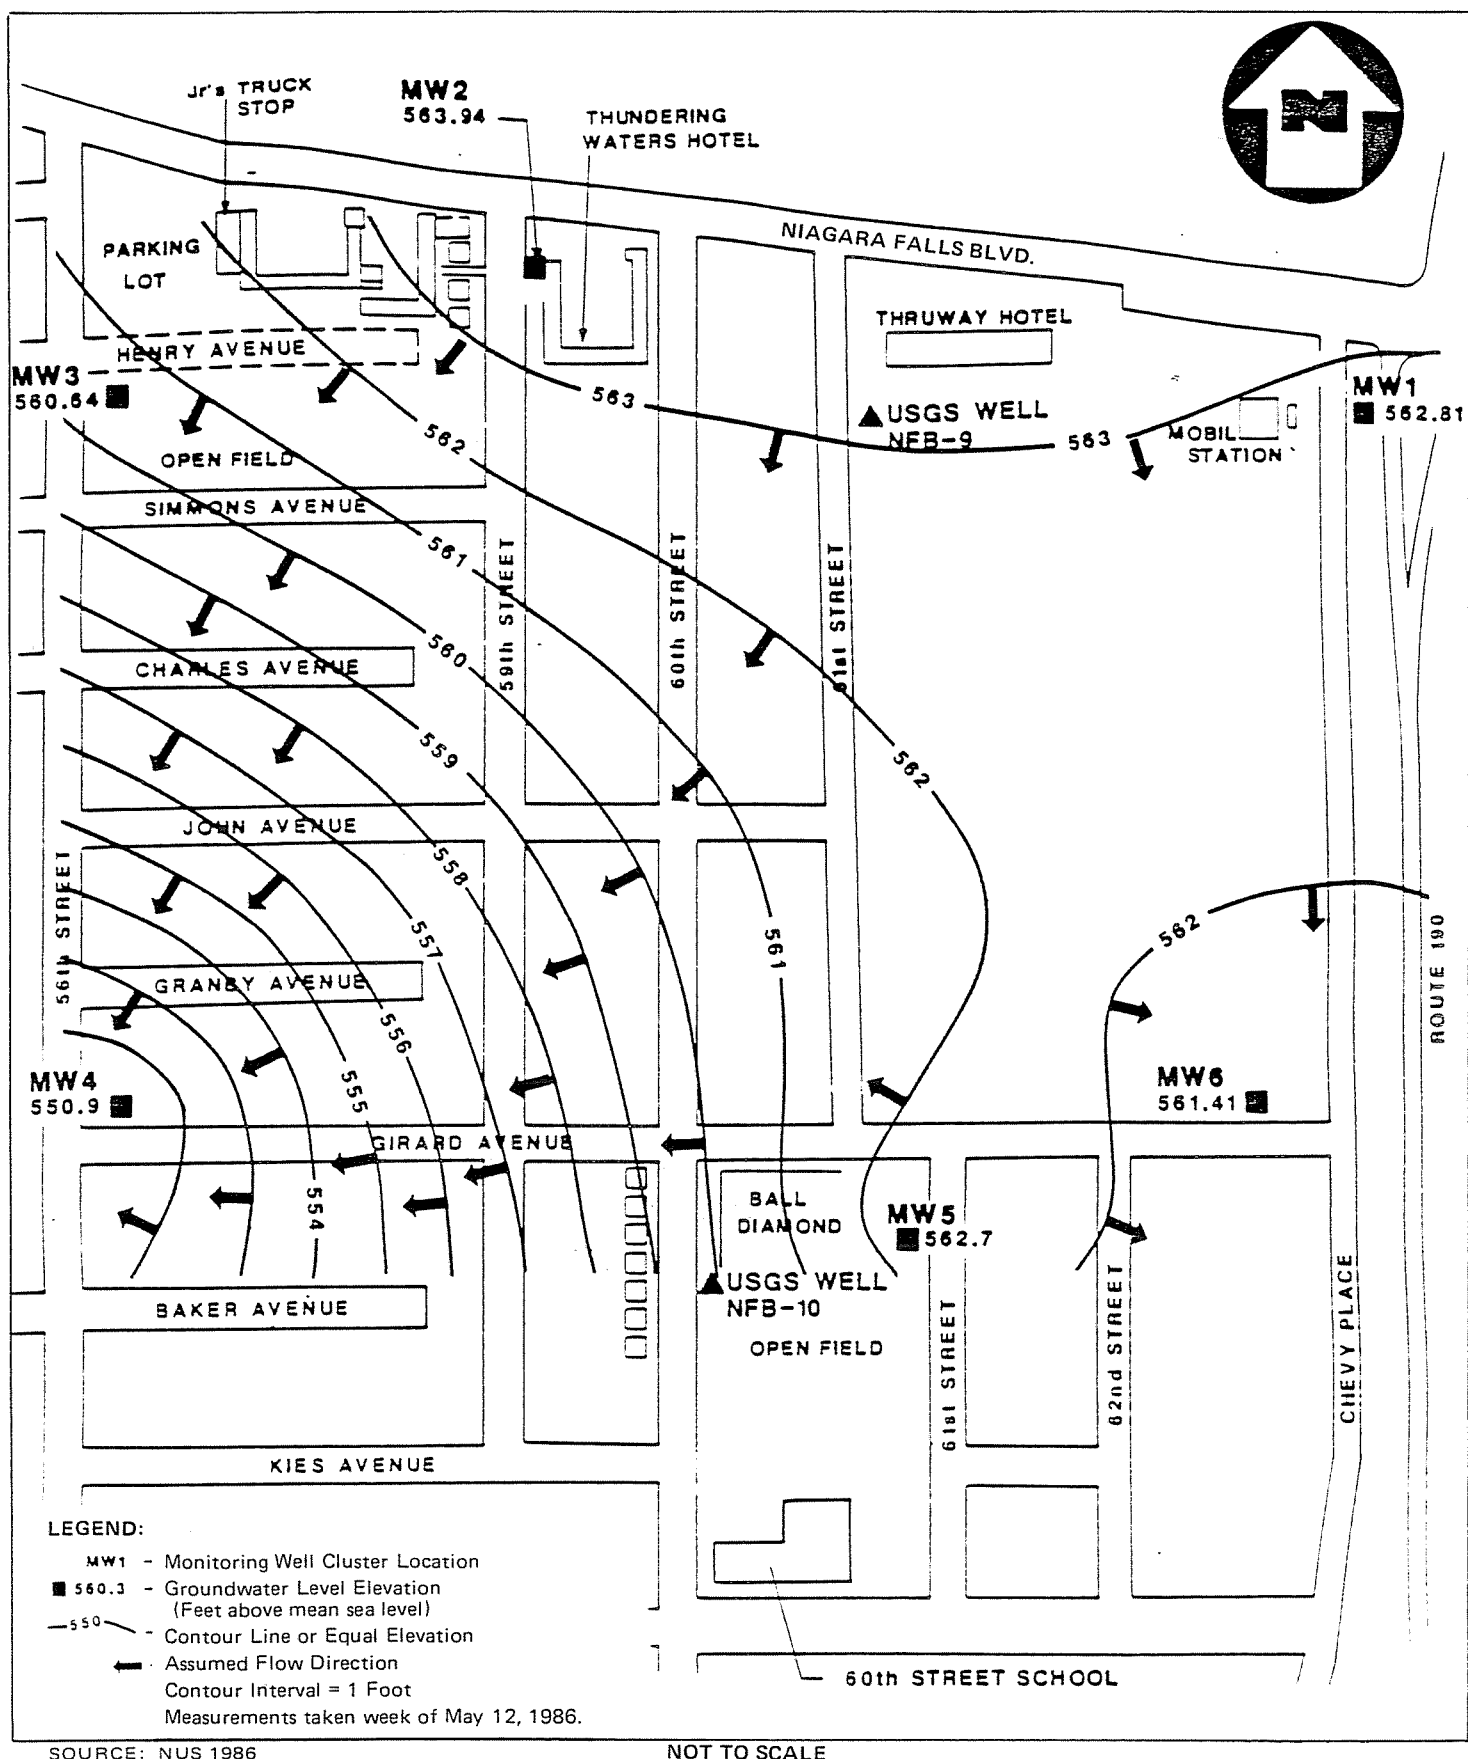 Jr's TRUCK
STOP
MW2
563.94
THUNDERING
WATERS HOTEL
N
NIAGARA FALLS BLVD.
PARKING
LOT
THRUWAY HOTEL
HENRY AVENUE
MW3
560.64
563
USGS WELL
NFB-9
563
MOBIL
STATION
MW1
562.81
562
OPEN FIELD
SIMMONS AVENUE
561
59th STREET
60th STREET
61st STREET
560
CHARLES AVENUE
559
562
JOHN AVENUE
558
56th STREET
557
561
562
ROUTE 190
GRANBY AVENUE
556
555
MW4
550.9
MW6
561.41
GIRARD AVENUE
554
BALL
DIAMOND
MW5
562.7
USGS WELL
NFB-10
BAKER AVENUE
OPEN FIELD
61st STREET
62nd STREET
CHEVY PLACE
KIES AVENUE
LEGEND:
MW1 - Monitoring Well Cluster Location
560.3 - Groundwater Level Elevation
(Feet above mean sea level)
550 - Contour Line or Equal Elevation
- Assumed Flow Direction
Contour Interval = 1 Foot
Measurements taken week of May 12, 1986.
60th STREET SCHOOL
SOURCE: NUS 1986
NOT TO SCALE